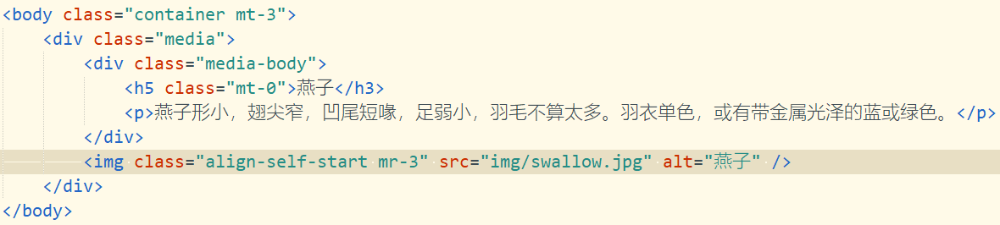 <body class="container mt-3">
<div class="media">
<div class="media-body">
<h5 class="mt-0">燕子</h3>
<p>燕子形小，翅尖窄，凹尾短喙，足弱小，羽毛不算太多。羽衣单色，或有带金属光泽的蓝或绿色。</p>
</div>
<img class="align-self-start mr-3" src="img/swallow.jpg" alt="燕子" />
</div>
</body>